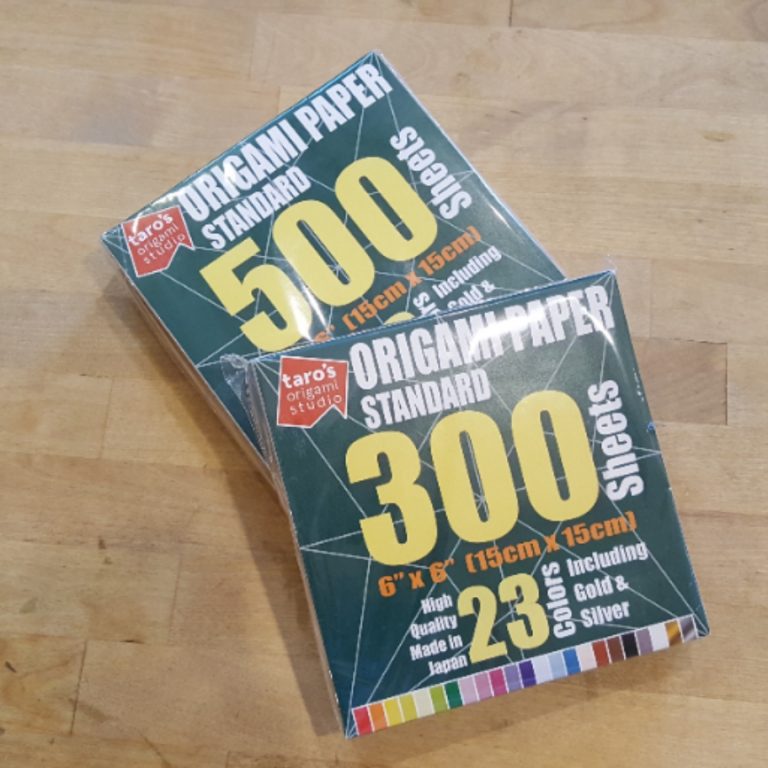 taro's
origami
studio
ORIGAMI PAPER
STANDARD
500
Sheets
(15cm x 15cm)
Including
Gold &
taro's
origami
studio
ORIGAMI PAPER
STANDARD
300
Sheets
6" x 6" (15cm x 15cm)
High
Quality
Made in
Japan
23
Colors
Including
Gold &
Silver